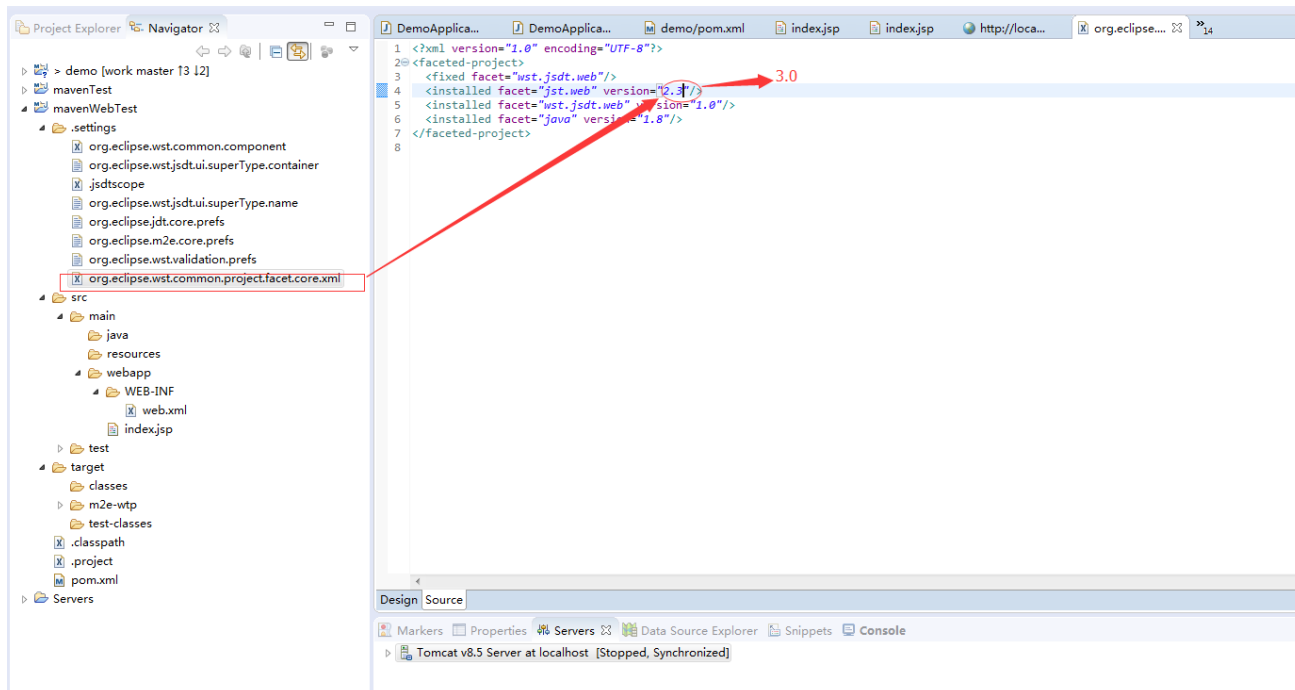 Project Explorer Navigator
> demo [work master ↑3 ↓2]
mavenTest
mavenWebTest
.settings
org.eclipse.wst.common.component
org.eclipse.wst.jsdt.ui.superType.container
.jsdtscope
org.eclipse.wst.jsdt.ui.superType.name
org.eclipse.jdt.core.prefs
org.eclipse.m2e.core.prefs
org.eclipse.wst.validation.prefs
org.eclipse.wst.common.project.facet.core.xml
src
main
java
resources
webapp
WEB-INF
web.xml
index.jsp
test
target
classes
m2e-wtp
test-classes
.classpath
.project
pom.xml
Servers
DemoApplica... DemoApplica... demo/pom.xml index.jsp index.jsp http://loca... org.eclipse.... »14
1 <?xml version="1.0" encoding="UTF-8"?>
2 <faceted-project>
3 <fixed facet="wst.jsdt.web"/>
4 <installed facet="jst.web" version="2.3"/>
3.0
5 <installed facet="wst.jsdt.web" version="1.0"/>
6 <installed facet="java" version="1.8"/>
7 </faceted-project>
8
Design Source
Markers Properties Servers Data Source Explorer Snippets Console
Tomcat v8.5 Server at localhost [Stopped, Synchronized]